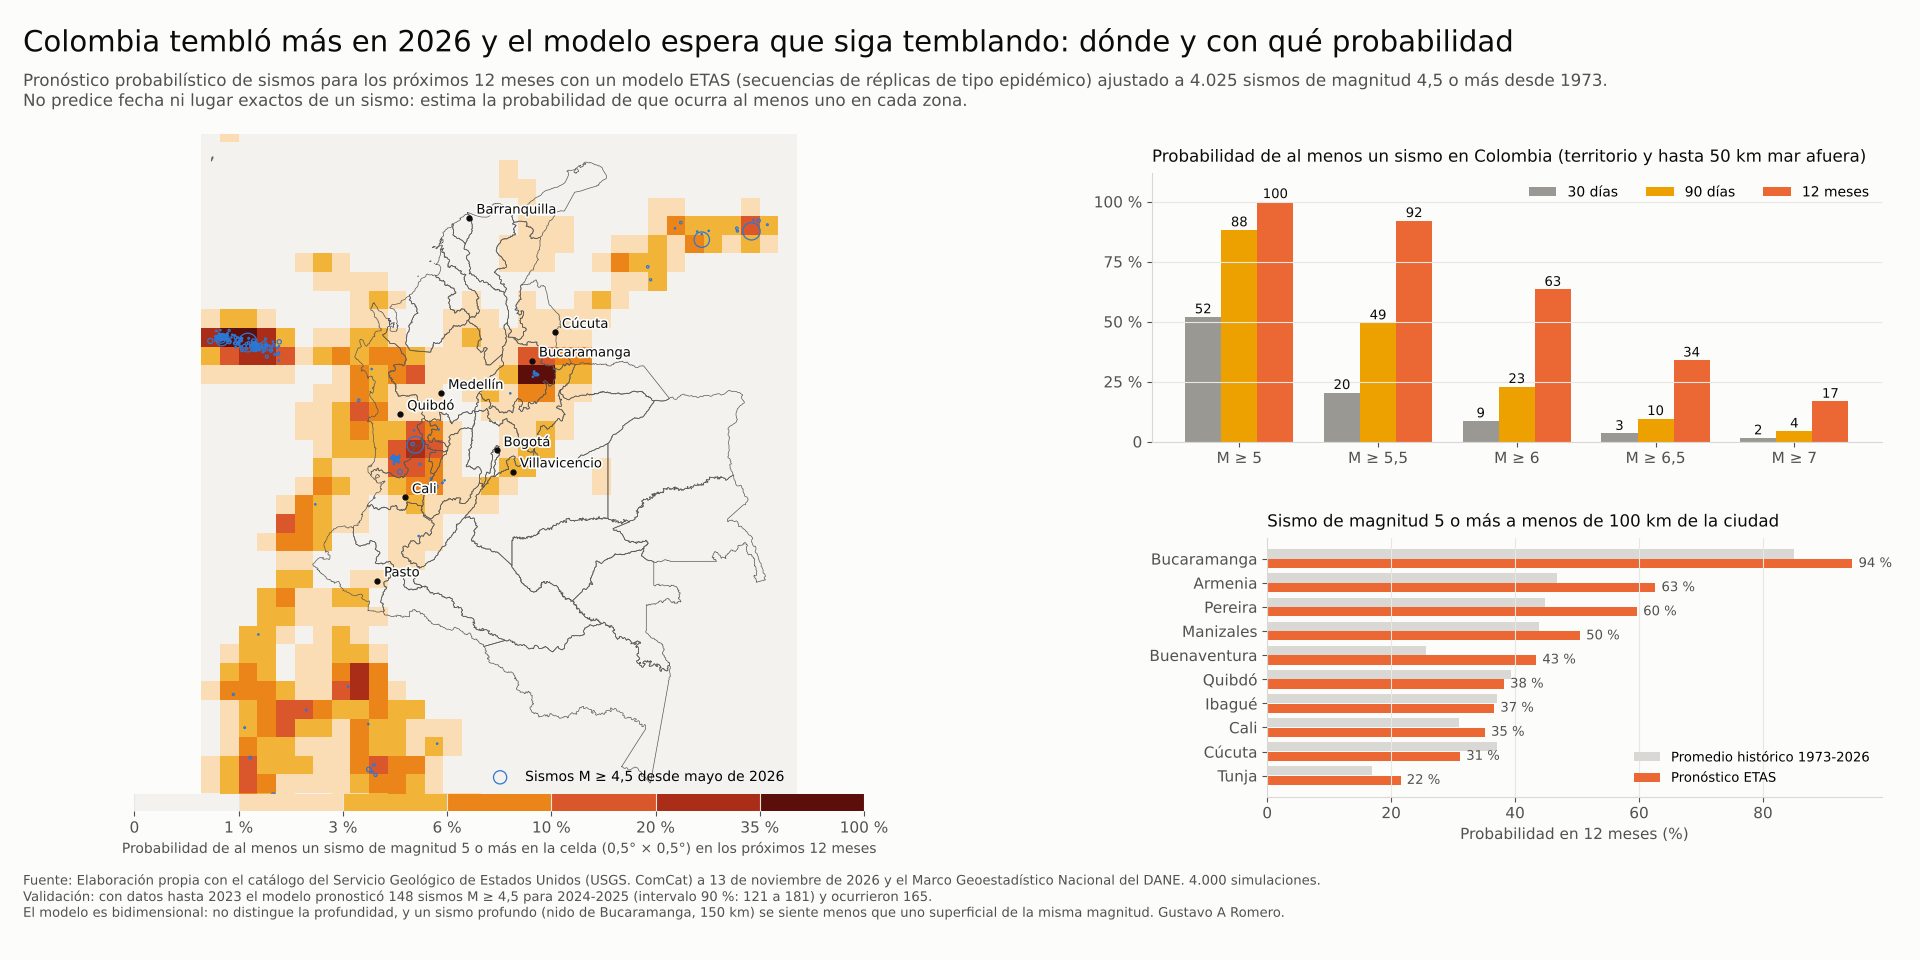 Colombia tembló más en 2026 y el modelo espera que siga temblando: dónde y con qué probabilidad
Pronóstico probabilístico de sismos para los próximos 12 meses con un modelo ETAS (secuencias de réplicas de tipo epidémico) ajustado a 4.025 sismos de magnitud 4,5 o más desde 1973.
No predice fecha ni lugar exactos de un sismo: estima la probabilidad de que ocurra al menos uno en cada zona.
Barranquilla
Cúcuta
Bucaramanga
Medellín
Quibdó
Bogotá
Villavicencio
Cali
Pasto
Sismos M ≥ 4,5 desde mayo de 2026
0 1 % 3 % 6 % 10 % 20 % 35 % 100 %
Probabilidad de al menos un sismo de magnitud 5 o más en la celda (0,5° × 0,5°) en los próximos 12 meses
Probabilidad de al menos un sismo en Colombia (territorio y hasta 50 km mar afuera)
30 días 90 días 12 meses
100 %
75 %
50 %
25 %
0
52 88 100
20 49 92
9 23 63
3 10 34
2 4 17
M ≥ 5 M ≥ 5,5 M ≥ 6 M ≥ 6,5 M ≥ 7
Sismo de magnitud 5 o más a menos de 100 km de la ciudad
Bucaramanga 94 %
Armenia 63 %
Pereira 60 %
Manizales 50 %
Buenaventura 43 %
Quibdó 38 %
Ibagué 37 %
Cali 35 %
Cúcuta 31 %
Tunja 22 %
Promedio histórico 1973-2026
Pronóstico ETAS
0 20 40 60 80
Probabilidad en 12 meses (%)
Fuente: Elaboración propia con el catálogo del Servicio Geológico de Estados Unidos (USGS. ComCat) a 13 de noviembre de 2026 y el Marco Geoestadístico Nacional del DANE. 4.000 simulaciones.
Validación: con datos hasta 2023 el modelo pronosticó 148 sismos M ≥ 4,5 para 2024-2025 (intervalo 90 %: 121 a 181) y ocurrieron 165.
El modelo es bidimensional: no distingue la profundidad, y un sismo profundo (nido de Bucaramanga, 150 km) se siente menos que uno superficial de la misma magnitud. Gustavo A Romero.